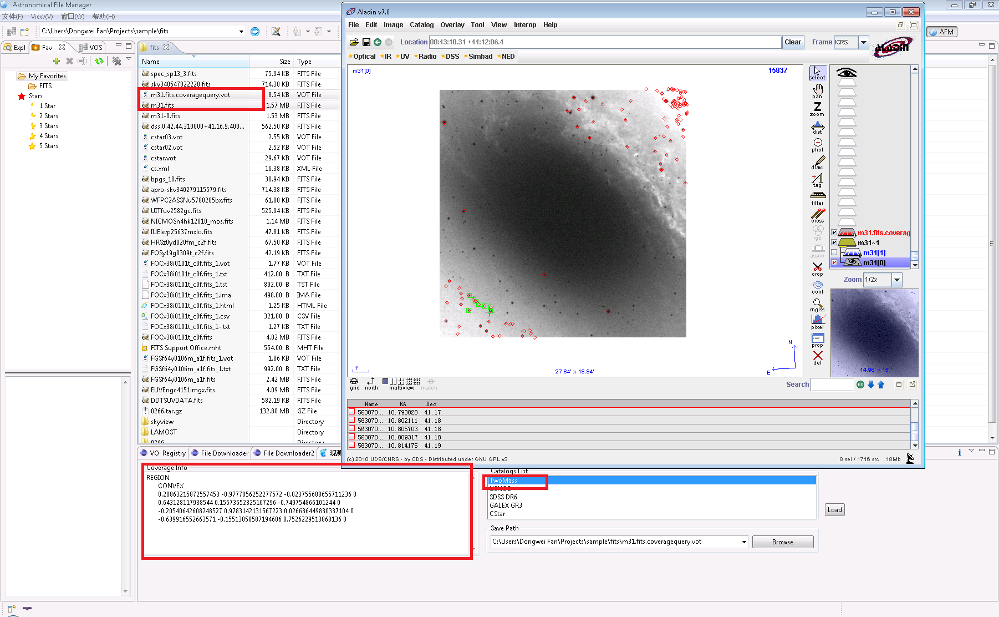 Astronomical File Manager
文件(F) View(V) 窗口(W) 帮助(H)
C:\Users\Dongwei Fan\Projects\sample\fits
AFM
Expl Fav VOS
My Favorites
FITS
Stars
1 Star
2 Stars
3 Stars
4 Stars
5 Stars
fits
Name Size Type
spec_sp13_3.fits 75.94 KB FITS File
skv340547022228.fits 714.38 KB FITS File
m31.fits.coveragequery.vot 8.54 KB VOT File
m31.fits 1.57 MB FITS File
m31-0.fits 1.53 MB FITS File
dss.0.42.44.310000+41.16.9.400... 562.50 KB FITS File
cstar03.vot 2.55 KB VOT File
cstar02.vot 2.52 KB VOT File
cstar.vot 29.67 KB VOT File
cs.xml 16.38 KB XML File
bpgs_10.fits 30.94 KB FITS File
apro-skv340279115579.fits 714.38 KB FITS File
WFPC2ASSNu5780205bx.fits 61.88 KB FITS File
UITfuv2582gc.fits 525.94 KB FITS File
NICMOSn4hk12010_mos.fits 1.14 MB FITS File
IUElwp25637mxlo.fits 47.81 KB FITS File
HRSz0yd020fm_c2f.fits 67.50 KB FITS File
FOSy19g0309t_c2f.fits 42.19 KB FITS File
FOCx38i0101t_c0f.fits_1.vot 1.77 KB VOT File
FOCx38i0101t_c0f.fits_1.txt 412.00 B TXT File
FOCx38i0101t_c0f.fits_1.tst 892.00 B TST File
FOCx38i0101t_c0f.fits_1.ima 498.00 B IMA File
FOCx38i0101t_c0f.fits_1.html 1.25 KB HTML File
FOCx38i0101t_c0f.fits_1.csv 321.00 B CSV File
FOCx38i0101t_c0f.fits_1-.txt 1.27 KB TXT File
FOCx38i0101t_c0f.fits 4.02 MB FITS File
FITS Support Office.mht 554.00 B MHT File
FGSf64y0106m_a1f.fits_1.vot 1.86 KB VOT File
FGSf64y0106m_a1f.fits_1.txt 992.00 B TXT File
FGSf64y0106m_a1f.fits 2.42 MB FITS File
EUVEngc4151imgx.fits 4.09 MB FITS File
DDTSUVDATA.fits 582.19 KB FITS File
0266.tar.gz 132.80 MB GZ File
skyview Directory
LAMOST Directory
0266 Directory
Aladin v7.0
File Edit Image Catalog Overlay Tool View Interop Help
Location 00:43:10.31 +41:12:06.4 Clear Frame ICRS
ALADIN
Optical IR UV Radio DSS Simbad NED
m31[0] 15837
select
pan
zoom
dist
phot
draw
tag
filter
cross
rgb
assoc
crop
cont
mglss
pixel
prop
del
m31.fits.coverag
m31~1
m31[1]
m31[0]
Zoom 1/2x
14.96' x 15'
N
E
1'
27.64' x 18.94'
grid north multiview match
Search GO
Name RA Dec
563070... 10.793828 41.17
563070... 10.802111 41.18
563070... 10.805703 41.18
563070... 10.809317 41.18
563070... 10.814175 41.19
(c) 2010 UDS/CNRS - by CDS - Distributed under GNU GPL v3 8 sel / 1716 src 18Mb
VO Registry File Downloader File Downloader2 观测
Coverage Info
REGION
CONVEX
0.20863215872557453 -0.9777056252277572 -0.023755688655711236 0
0.643128117938544 0.15573652325107296 -0.749754866101244 0
-0.20540642608248527 0.9783142131567223 0.026636449830337104 0
-0.639916552663571 -0.15513058587194606 0.7526229513868136 0
Catalogs List
TwoMass
USNOB
SDSS DR6
GALEX GR3
CStar
Load
Save Path
C:\Users\Dongwei Fan\Projects\sample\fits\m31.fits.coveragequery.vot Browse